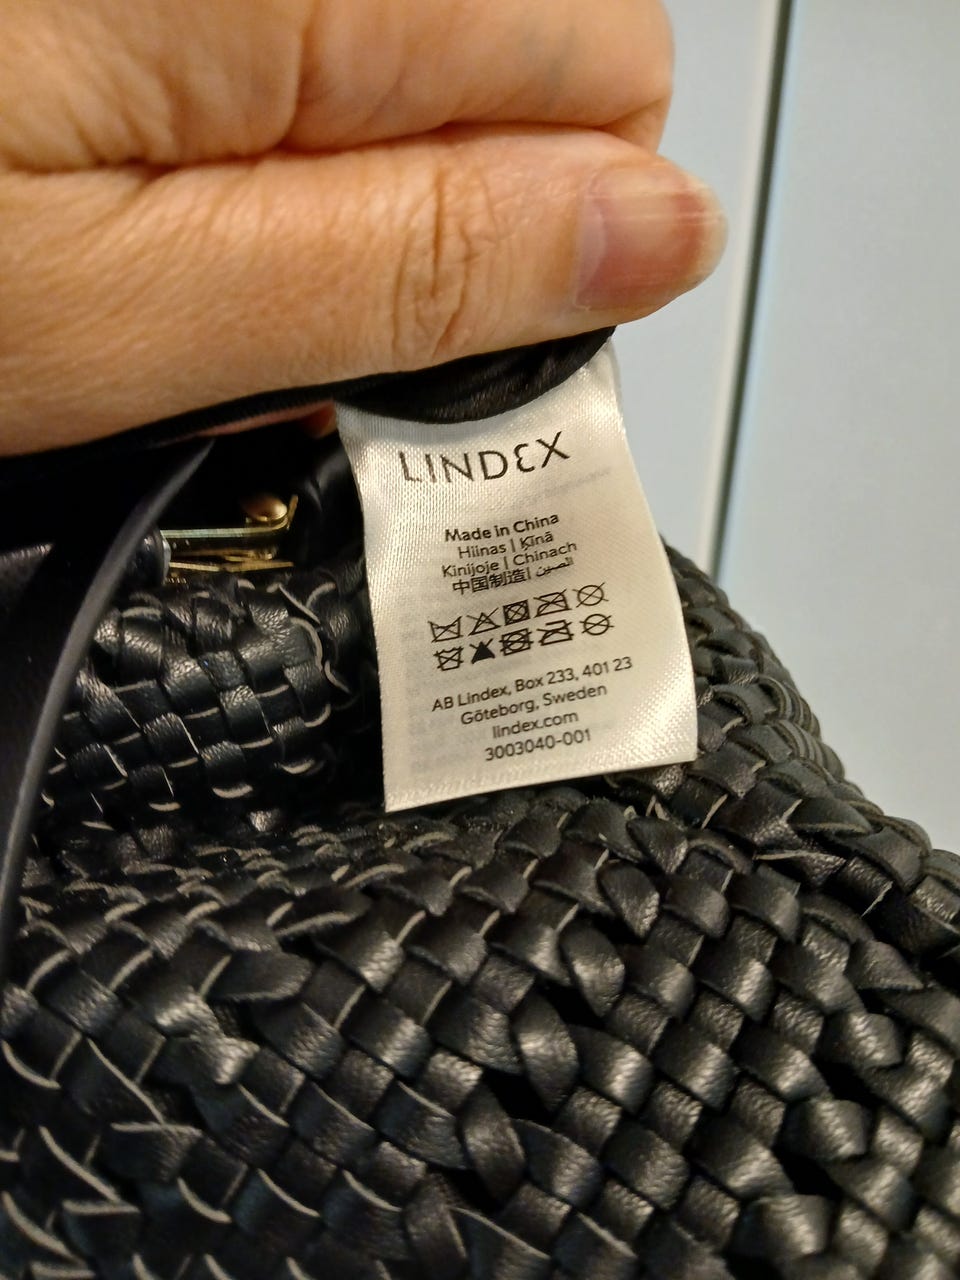 LINDEX
Made in China
Hiinas | Ķīnā
Kinijoje | Chinach
中国制造| الصين
AB Lindex, Box 233, 401 23
Göteborg, Sweden
lindex.com
3003040-001